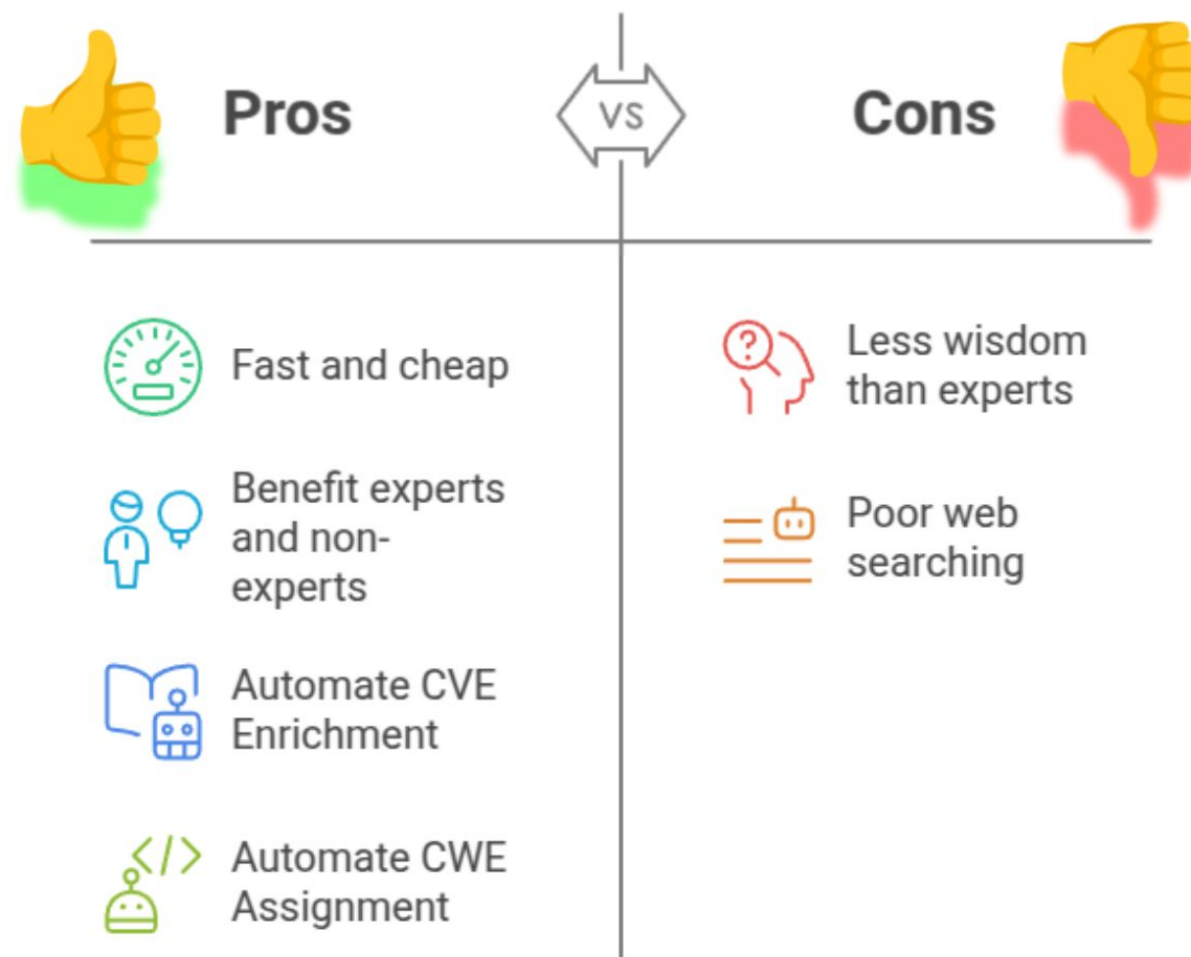 Pros
VS
Cons
Fast and cheap
Benefit experts
and non-
experts
Automate CVE
Enrichment
Automate CWE
Assignment
Less wisdom
than experts
Poor web
searching